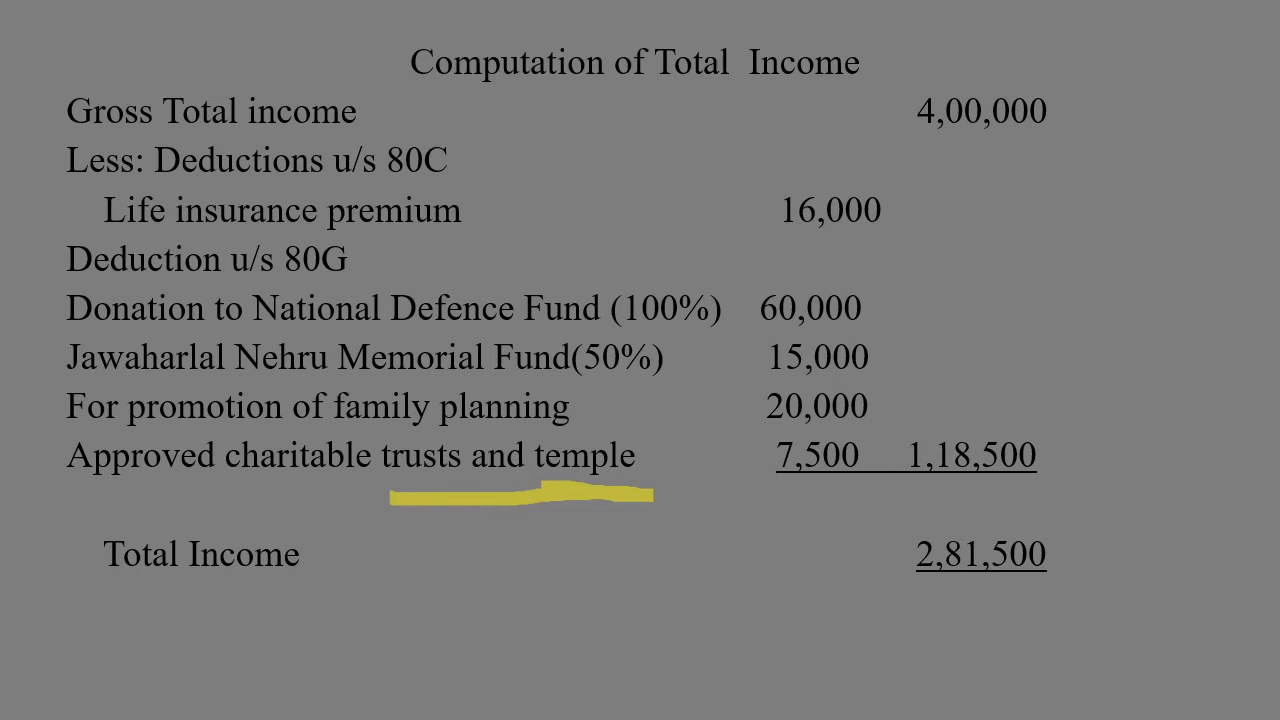 Computation of Total Income
Gross Total income 4,00,000
Less: Deductions u/s 80C
Life insurance premium 16,000
Deduction u/s 80G
Donation to National Defence Fund (100%) 60,000
Jawaharlal Nehru Memorial Fund(50%) 15,000
For promotion of family planning 20,000
Approved charitable trusts and temple 7,500 1,18,500
Total Income 2,81,500